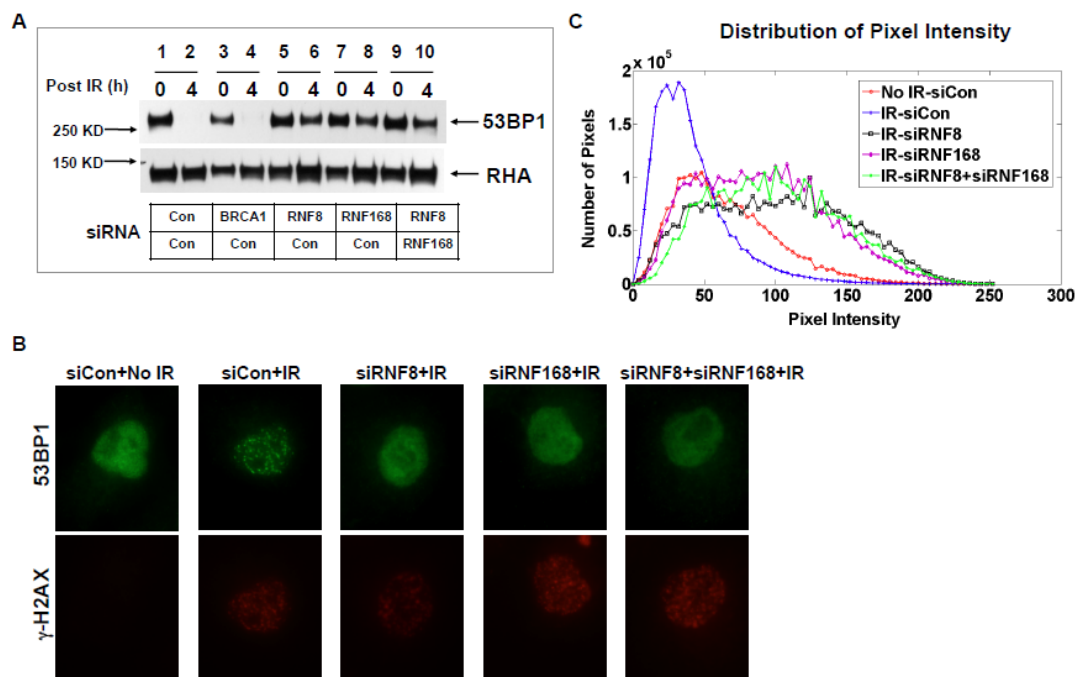 A
1 2 3 4 5 6 7 8 9 10
Post IR (h) 0 4 0 4 0 4 0 4 0 4
250 KD
53BP1
150 KD
RHA
siRNA
Con BRCA1 RNF8 RNF168 RNF8
Con Con Con Con RNF168
C
Distribution of Pixel Intensity
x 10^5
2
1.5
1
0.5
0
Number of Pixels
No IR-siCon
IR-siCon
IR-siRNF8
IR-siRNF168
IR-siRNF8+siRNF168
0 50 100 150 200 250 300
Pixel Intensity
B
siCon+No IR siCon+IR siRNF8+IR siRNF168+IR siRNF8+siRNF168+IR
53BP1
γ-H2AX